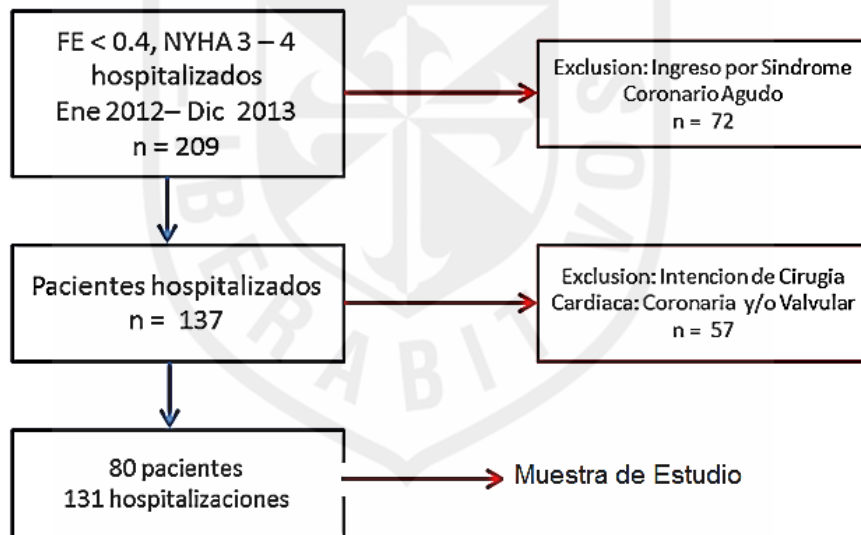 FE < 0.4, NYHA 3 – 4
hospitalizados
Ene 2012– Dic 2013
n = 209
Exclusion: Ingreso por Sindrome
Coronario Agudo
n = 72
Pacientes hospitalizados
n = 137
Exclusion: Intencion de Cirugia
Cardiaca: Coronaria y/o Valvular
n = 57
80 pacientes
131 hospitalizaciones
Muestra de Estudio